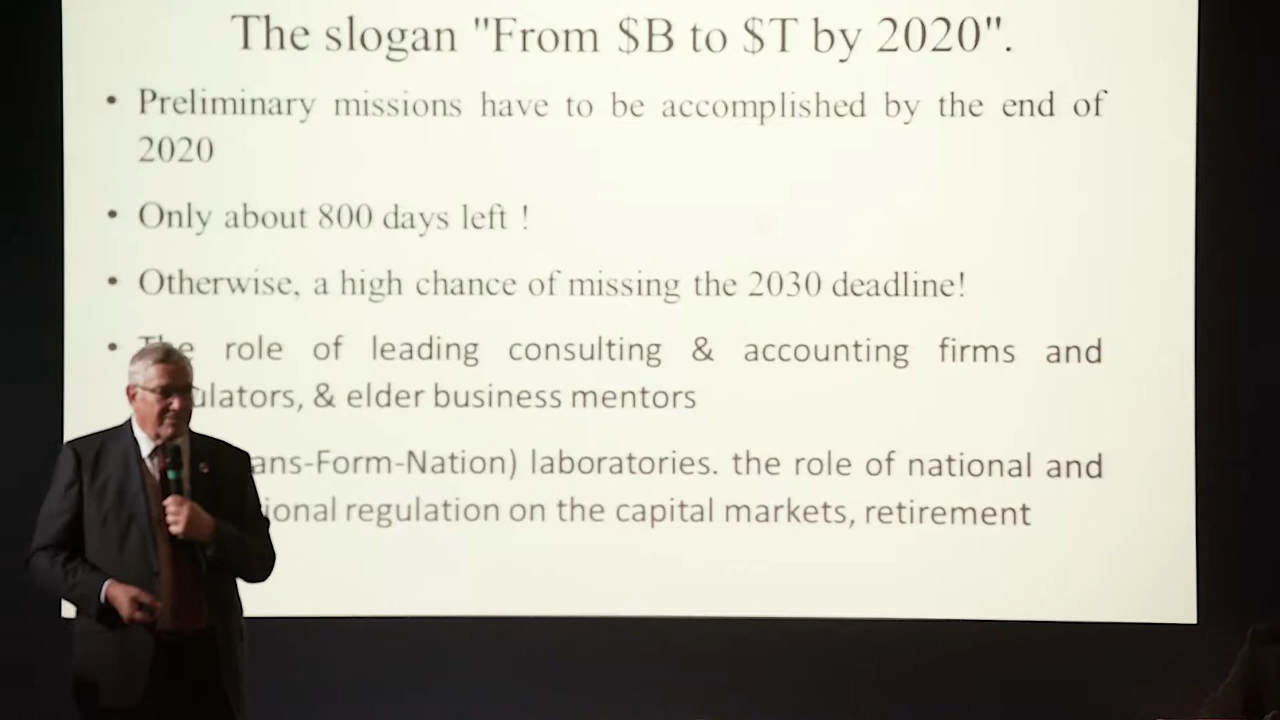 The slogan "From $B to $T by 2020".
• Preliminary missions have to be accomplished by the end of
2020
• Only about 800 days left !
• Otherwise, a high chance of missing the 2030 deadline!
• The role of leading consulting & accounting firms and
ulators, & elder business mentors
ans-Form-Nation) laboratories. the role of national and
ional regulation on the capital markets, retirement